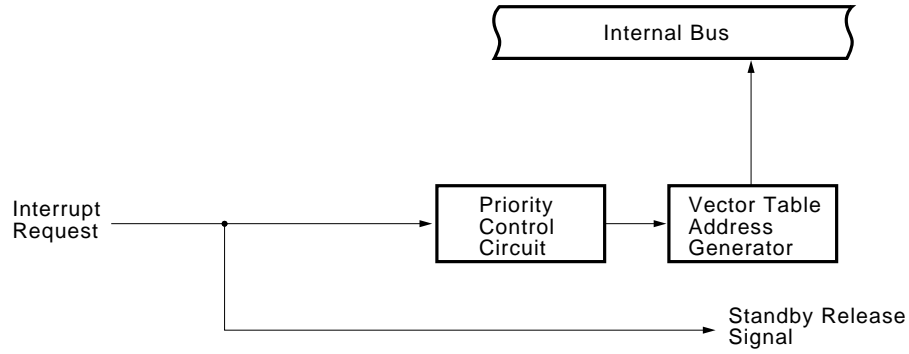 Internal Bus
Interrupt
Request
Priority
Control
Circuit
Vector Table
Address
Generator
Standby Release
Signal